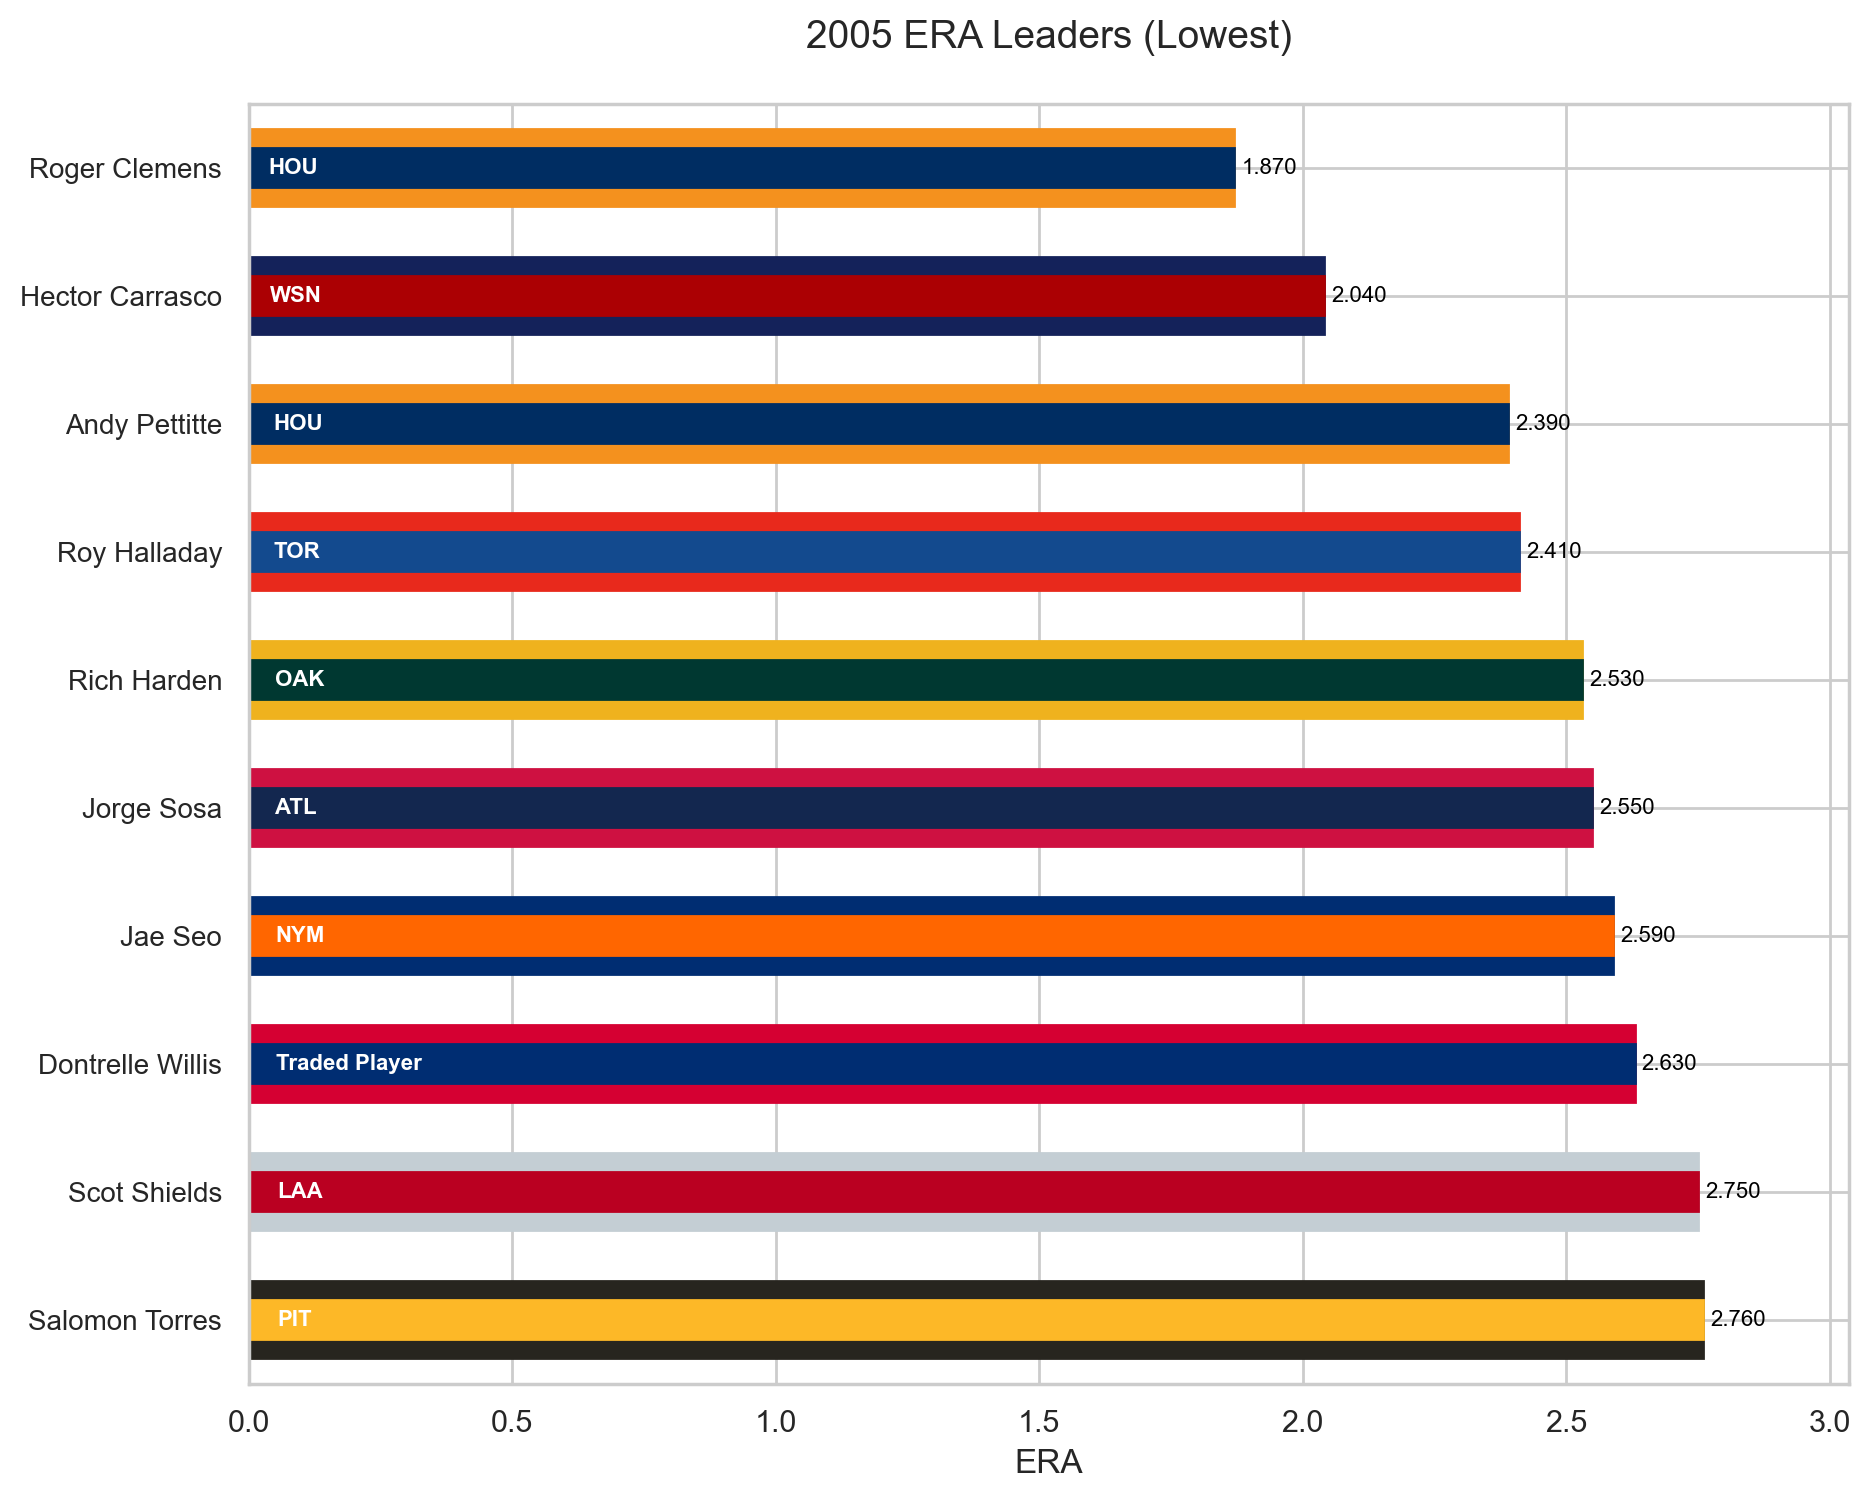 2005 ERA Leaders (Lowest)
Roger Clemens HOU 1.870
Hector Carrasco WSN 2.040
Andy Pettitte HOU 2.390
Roy Halladay TOR 2.410
Rich Harden OAK 2.530
Jorge Sosa ATL 2.550
Jae Seo NYM 2.590
Dontrelle Willis Traded Player 2.630
Scot Shields LAA 2.750
Salomon Torres PIT 2.760
0.0 0.5 1.0 1.5 2.0 2.5 3.0
ERA